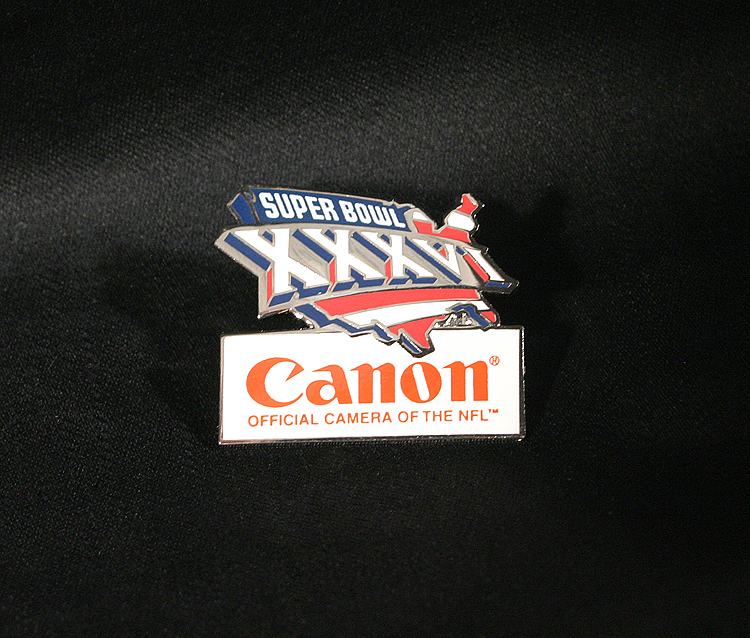 SUPER BOWL
XXXVI
Canon®
OFFICIAL CAMERA OF THE NFL™